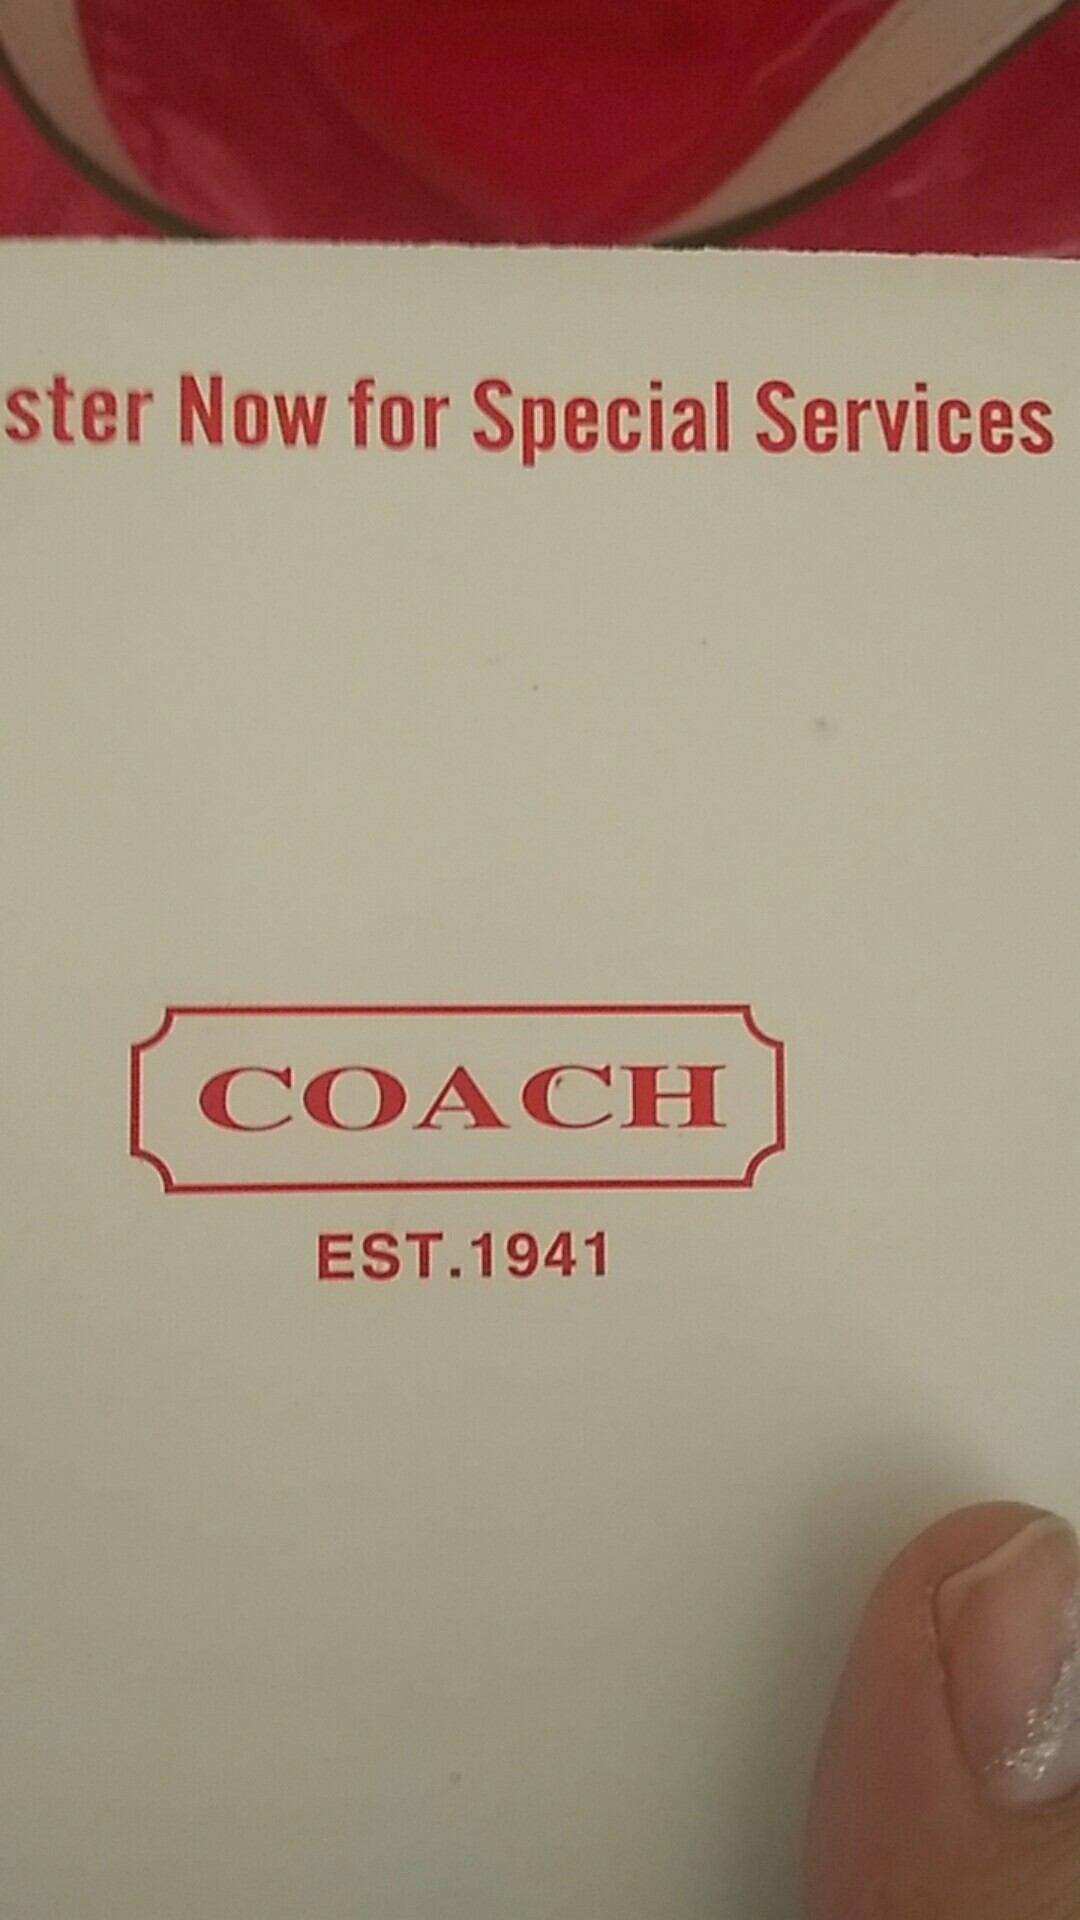 ster Now for Special Services
COACH
EST.1941